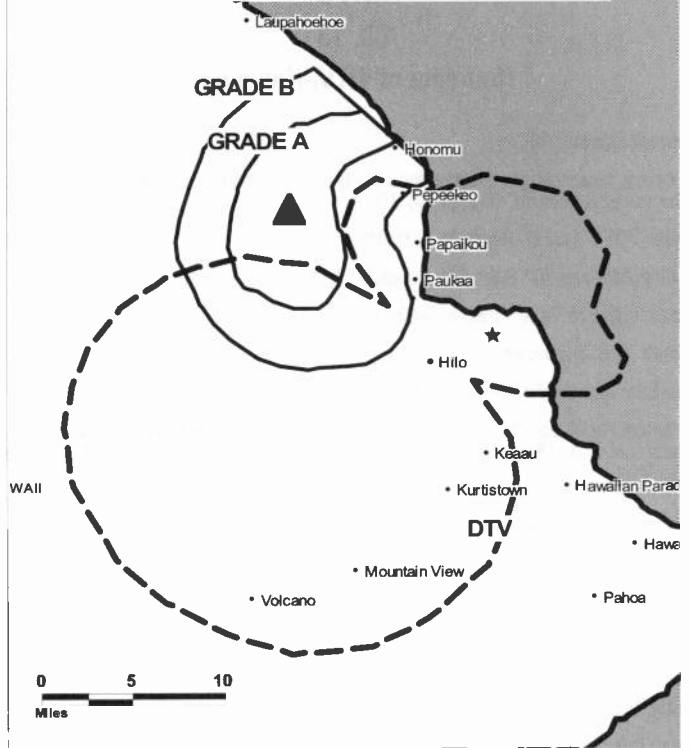 Laupahoehoe
GRADE B
GRADE A
Honomu
Pepeekeo
Papaikou
Paukaa
Hilo
Keaau
WAII
Kurtistown
Hawaiian Parad
DTV
Hawa
Mountain View
Volcano
Pahoa
0 5 10
Miles